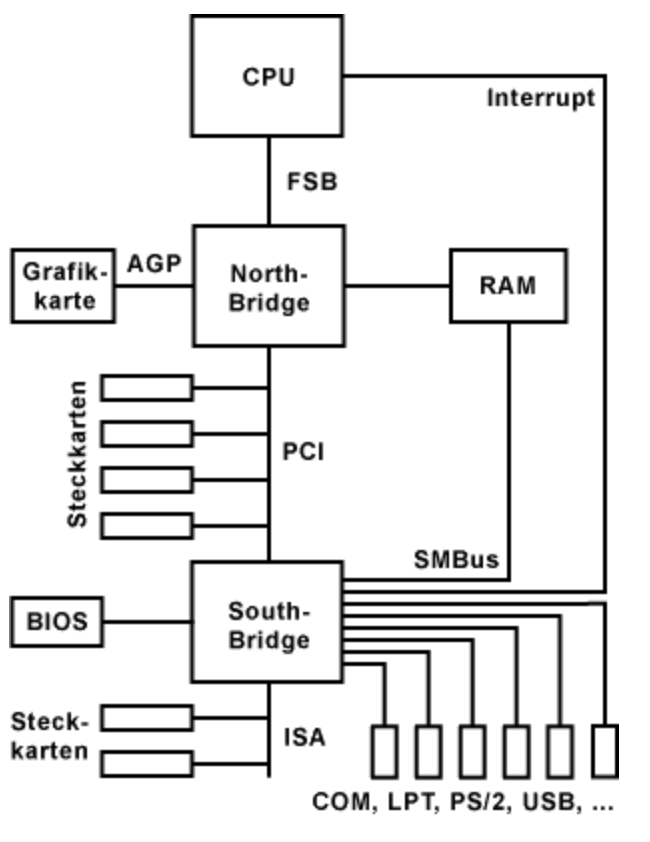 CPU
Interrupt
FSB
Grafik-
karte
AGP
North-
Bridge
RAM
Steckkarten
PCI
SMBus
BIOS
South-
Bridge
Steck-
karten
ISA
COM, LPT, PS/2, USB, ...